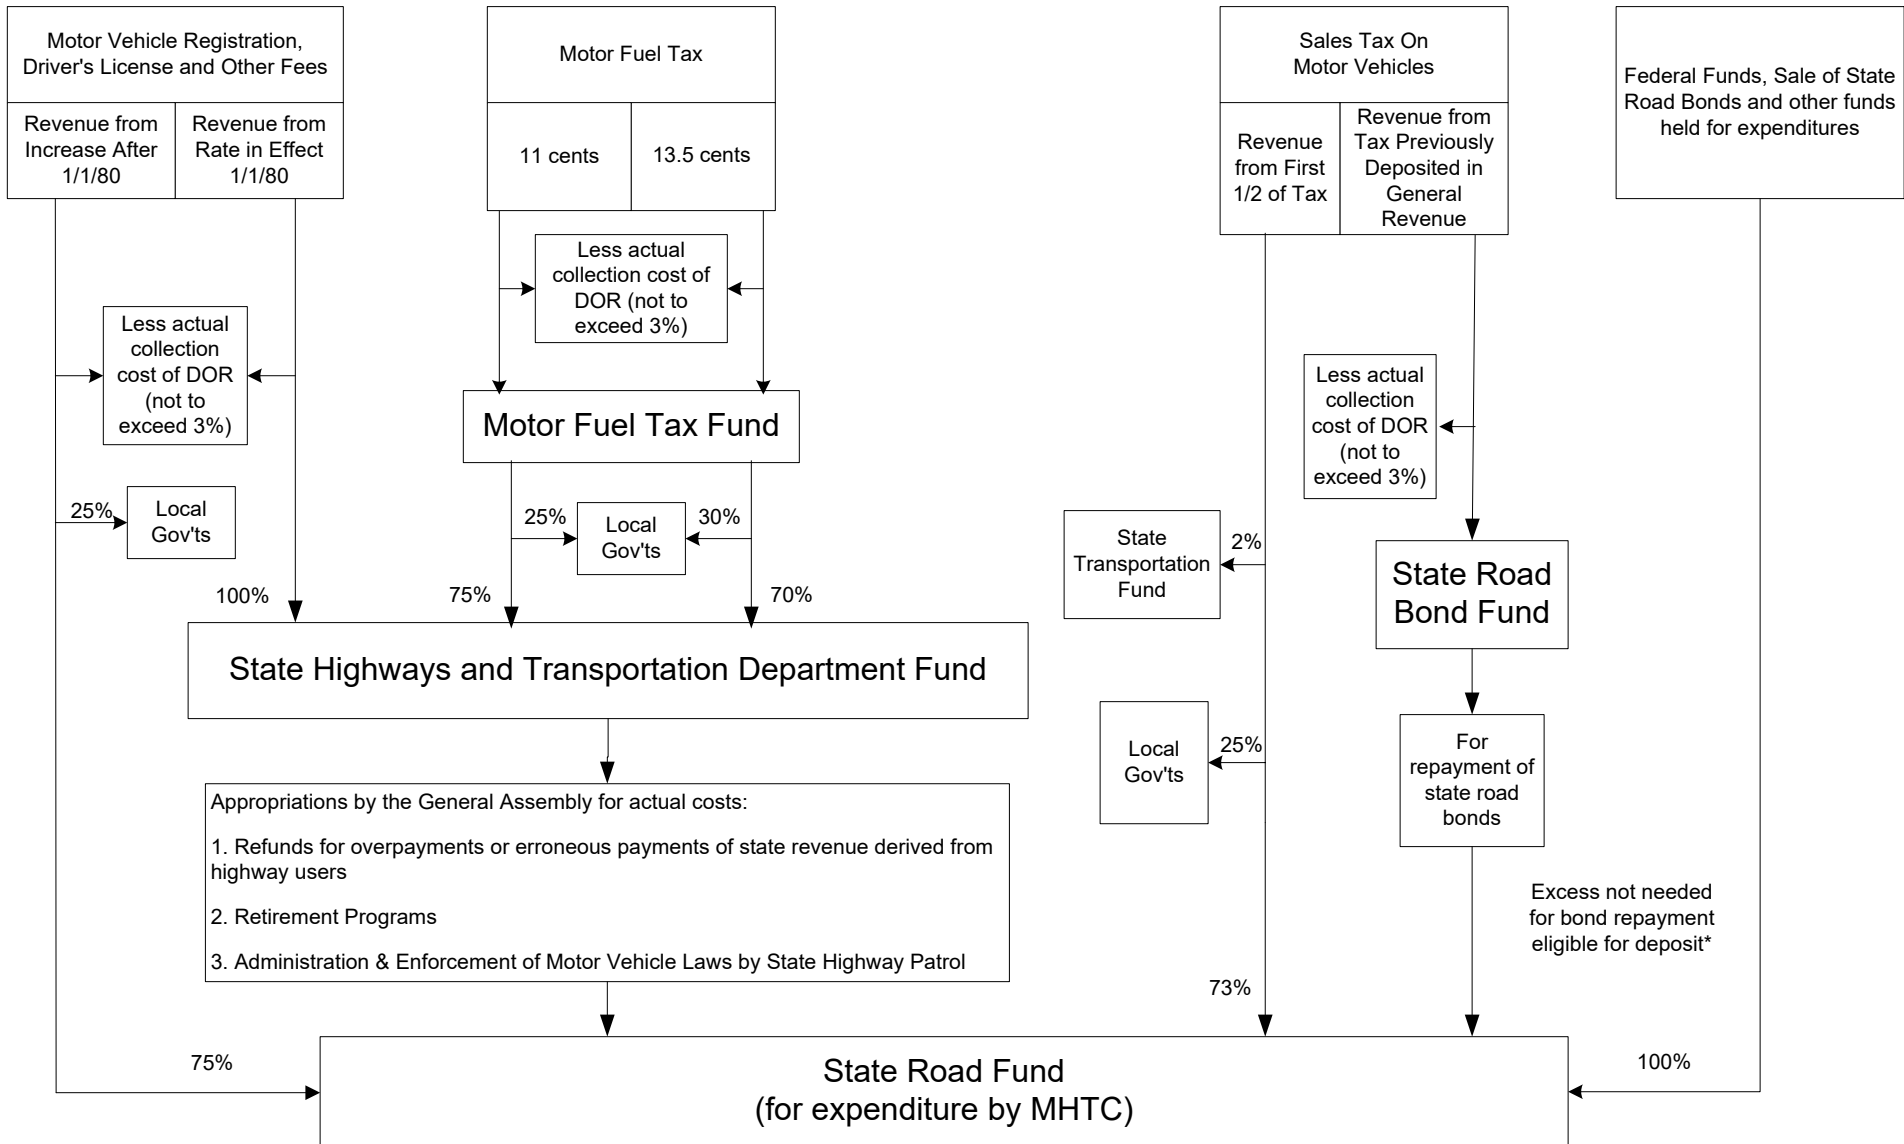 Motor Vehicle Registration,
Driver's License and Other Fees
Revenue from
Increase After
1/1/80
Revenue from
Rate in Effect
1/1/80
Motor Fuel Tax
11 cents
13.5 cents
Sales Tax On
Motor Vehicles
Revenue
from First
1/2 of Tax
Revenue from
Tax Previously
Deposited in
General
Revenue
Federal Funds, Sale of State
Road Bonds and other funds
held for expenditures
Less actual
collection cost of
DOR (not to
exceed 3%)
Less actual
collection
cost of DOR
(not to
exceed 3%)
Less actual
collection
cost of DOR
(not to
exceed 3%)
Motor Fuel Tax Fund
25%
Local
Gov'ts
25%
Local
Gov'ts
30%
State
Transportation
Fund
2%
State Road
Bond Fund
100%
75%
70%
State Highways and Transportation Department Fund
Local
Gov'ts
25%
For
repayment of
state road
bonds
Appropriations by the General Assembly for actual costs:
1. Refunds for overpayments or erroneous payments of state revenue derived from
highway users
2. Retirement Programs
3. Administration & Enforcement of Motor Vehicle Laws by State Highway Patrol
Excess not needed
for bond repayment
eligible for deposit*
73%
75%
100%
State Road Fund
(for expenditure by MHTC)